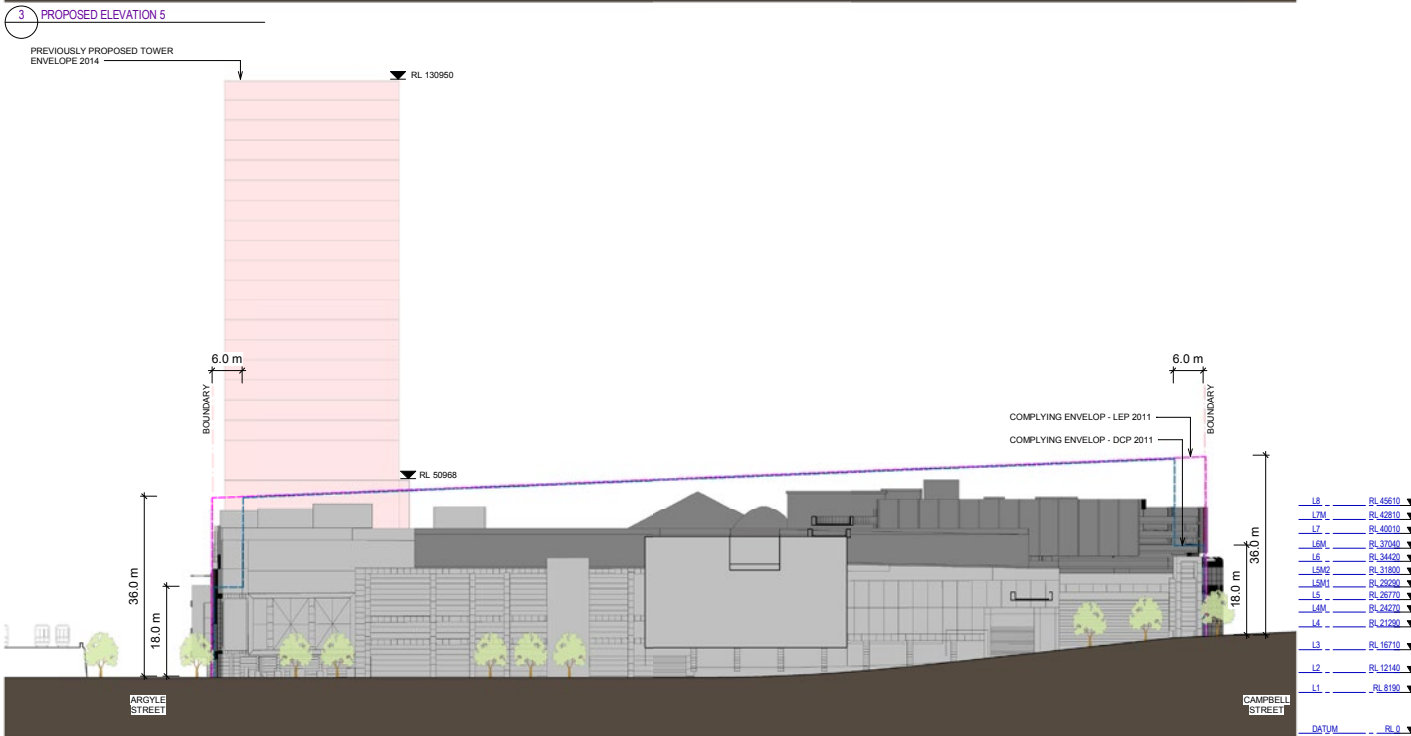 3 PROPOSED ELEVATION 5
PREVIOUSLY PROPOSED TOWER
ENVELOPE 2014
RL 130950
6.0 m
6.0 m
BOUNDARY
BOUNDARY
COMPLYING ENVELOP - LEP 2011
COMPLYING ENVELOP - DCP 2011
RL 50968
36.0 m
18.0 m
36.0 m
18.0 m
L8 RL 45610
L7M RL 42810
L7 RL 40010
L6M RL 37040
L6 RL 34420
L5M2 RL 31800
L5M1 RL 29290
L5 RL 26770
L4M RL 24270
L4 RL 21290
L3 RL 16710
L2 RL 12140
L1 RL 8190
DATUM RL 0
ARGYLE
STREET
CAMPBELL
STREET